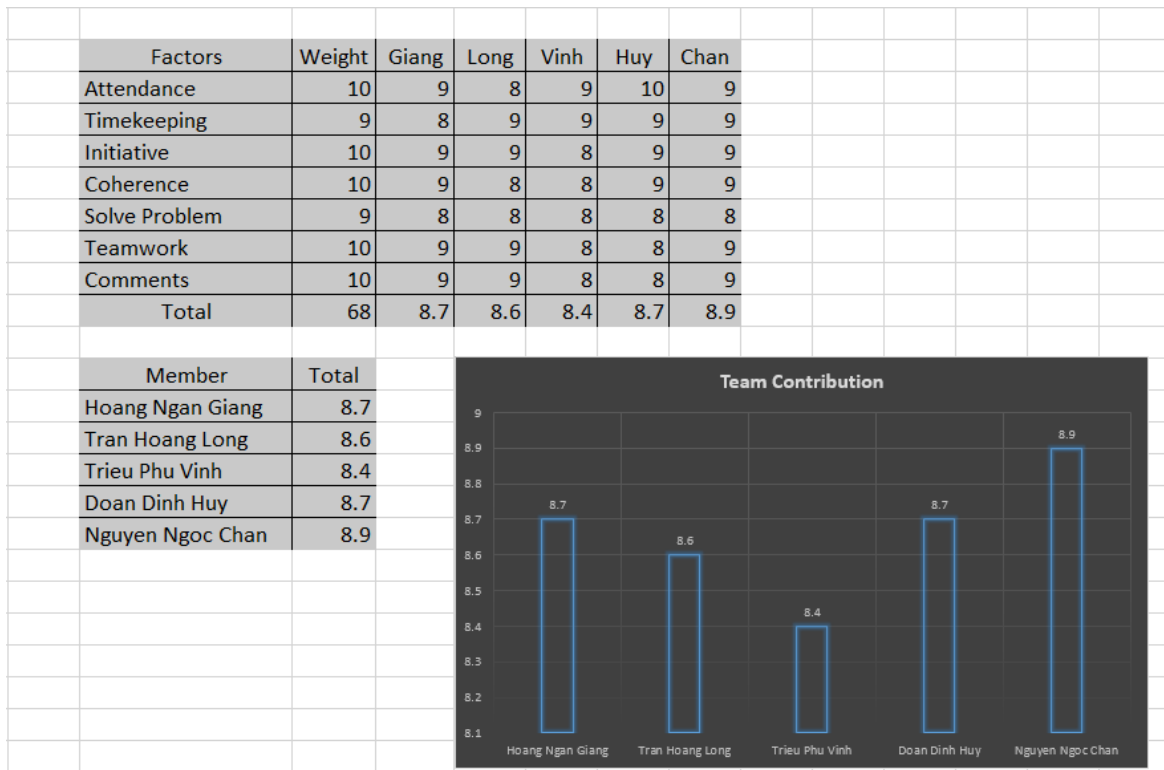 Factors Weight Giang Long Vinh Huy Chan
Attendance 10 9 8 9 10 9
Timekeeping 9 8 9 9 9 9
Initiative 10 9 9 8 9 9
Coherence 10 9 8 8 9 9
Solve Problem 9 8 8 8 8 8
Teamwork 10 9 9 8 8 9
Comments 10 9 9 8 8 9
Total 68 8.7 8.6 8.4 8.7 8.9
Member Total
Hoang Ngan Giang 8.7
Tran Hoang Long 8.6
Trieu Phu Vinh 8.4
Doan Dinh Huy 8.7
Nguyen Ngoc Chan 8.9
Team Contribution
9
8.9
8.8
8.7
8.6
8.5
8.4
8.3
8.2
8.1
8.7 8.6 8.4 8.7 8.9
Hoang Ngan Giang Tran Hoang Long Trieu Phu Vinh Doan Dinh Huy Nguyen Ngoc Chan